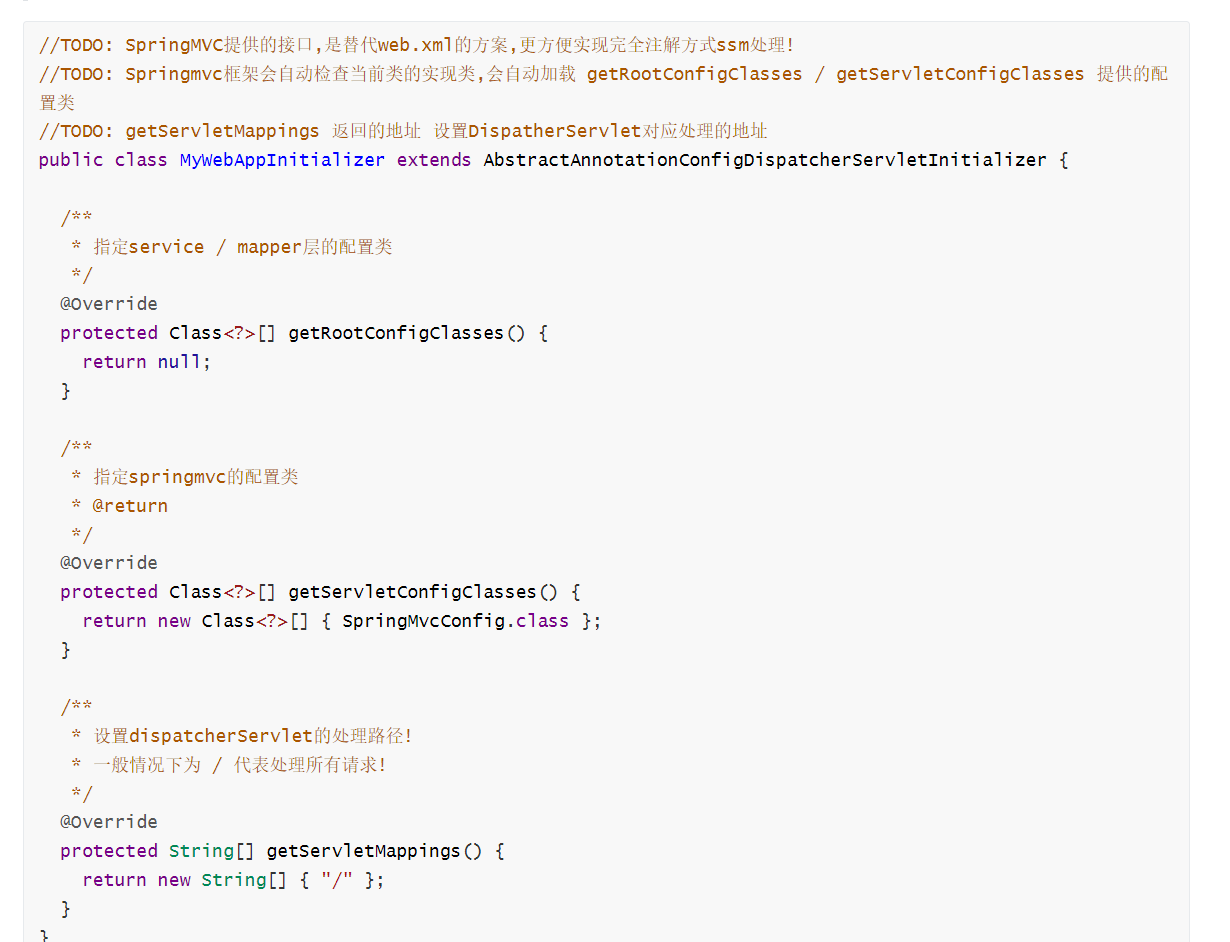 //TODO: SpringMVC提供的接口,是替代web.xml的方案,更方便实现完全注解方式ssm处理!
//TODO: Springmvc框架会自动检查当前类的实现类,会自动加载 getRootConfigClasses / getServletConfigClasses 提供的配
置类
//TODO: getServletMappings 返回的地址 设置DispatherServlet对应处理的地址
public class MyWebAppInitializer extends AbstractAnnotationConfigDispatcherServletInitializer {
/**
* 指定service / mapper层的配置类
*/
@Override
protected Class<?>[] getRootConfigClasses() {
return null;
}
/**
* 指定springmvc的配置类
* @return
*/
@Override
protected Class<?>[] getServletConfigClasses() {
return new Class<?>[] { SpringMvcConfig.class };
}
/**
* 设置dispatcherServlet的处理路径!
* 一般情况下为 / 代表处理所有请求!
*/
@Override
protected String[] getServletMappings() {
return new String[] { "/" };
}
}